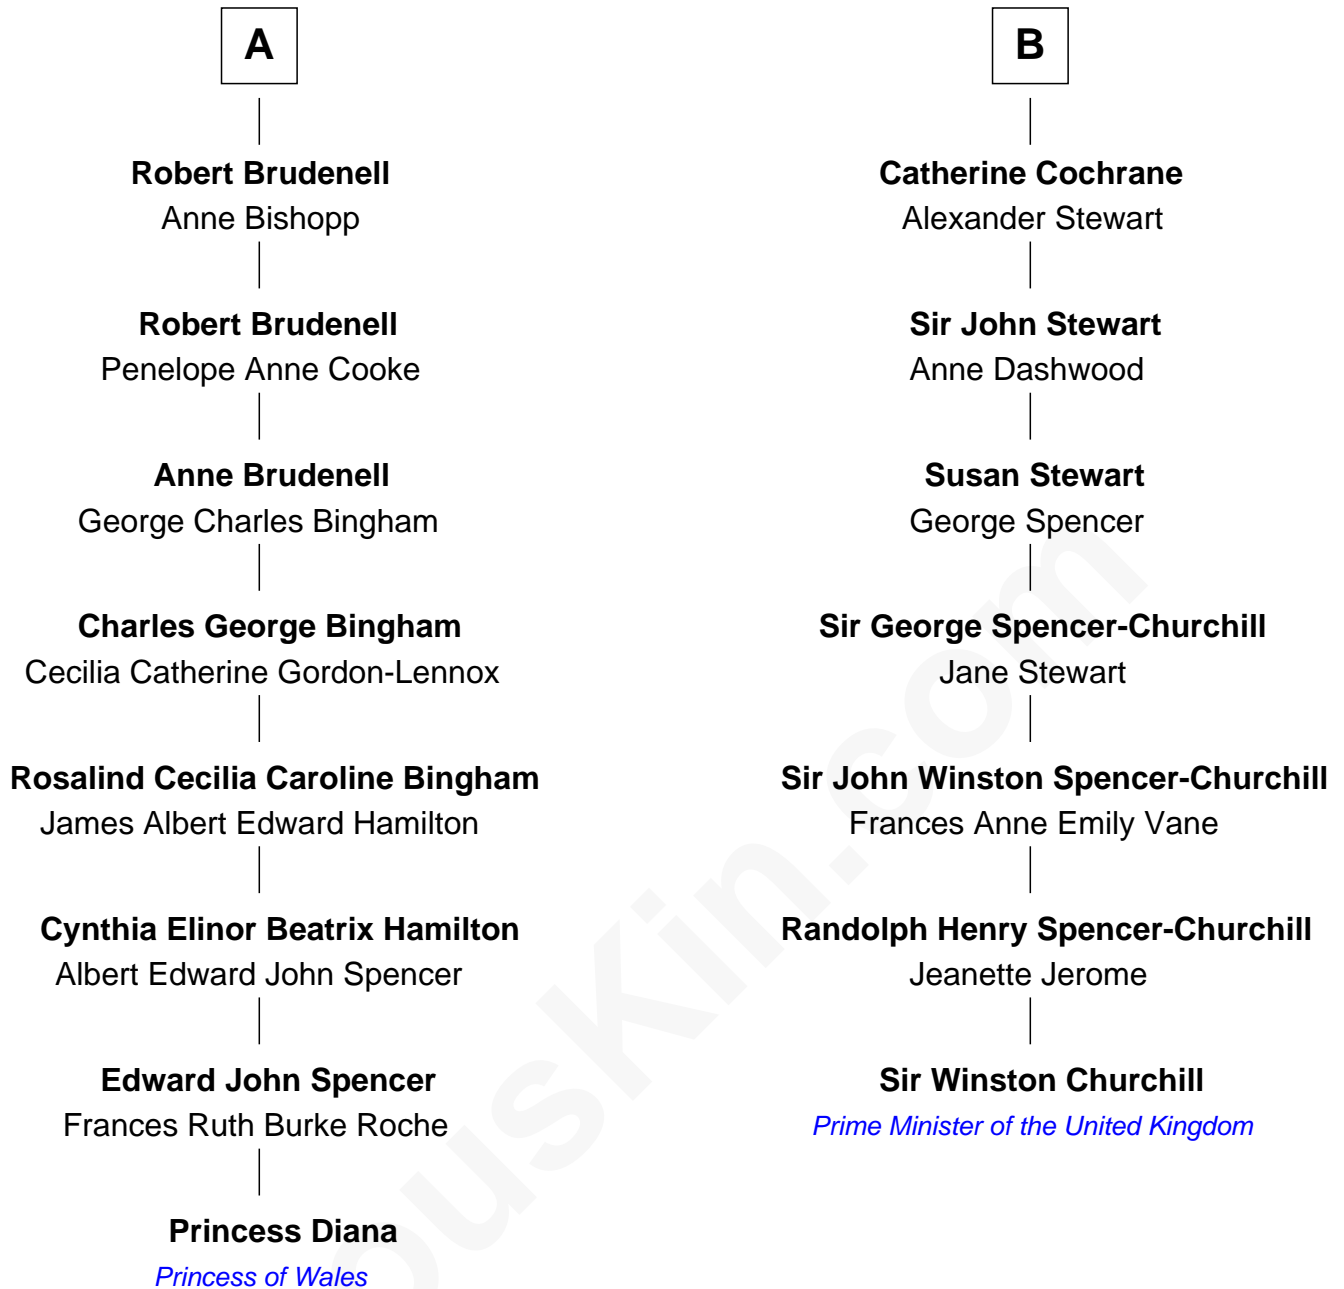 A
Robert Brudenell
Anne Bishopp
Robert Brudenell
Penelope Anne Cooke
Anne Brudenell
George Charles Bingham
Charles George Bingham
Cecilia Catherine Gordon-Lennox
Rosalind Cecilia Caroline Bingham
James Albert Edward Hamilton
Cynthia Elinor Beatrix Hamilton
Albert Edward John Spencer
Edward John Spencer
Frances Ruth Burke Roche
Princess Diana
Princess of Wales
B
Catherine Cochrane
Alexander Stewart
Sir John Stewart
Anne Dashwood
Susan Stewart
George Spencer
Sir George Spencer-Churchill
Jane Stewart
Sir John Winston Spencer-Churchill
Frances Anne Emily Vane
Randolph Henry Spencer-Churchill
Jeanette Jerome
Sir Winston Churchill
Prime Minister of the United Kingdom
ousKin.com